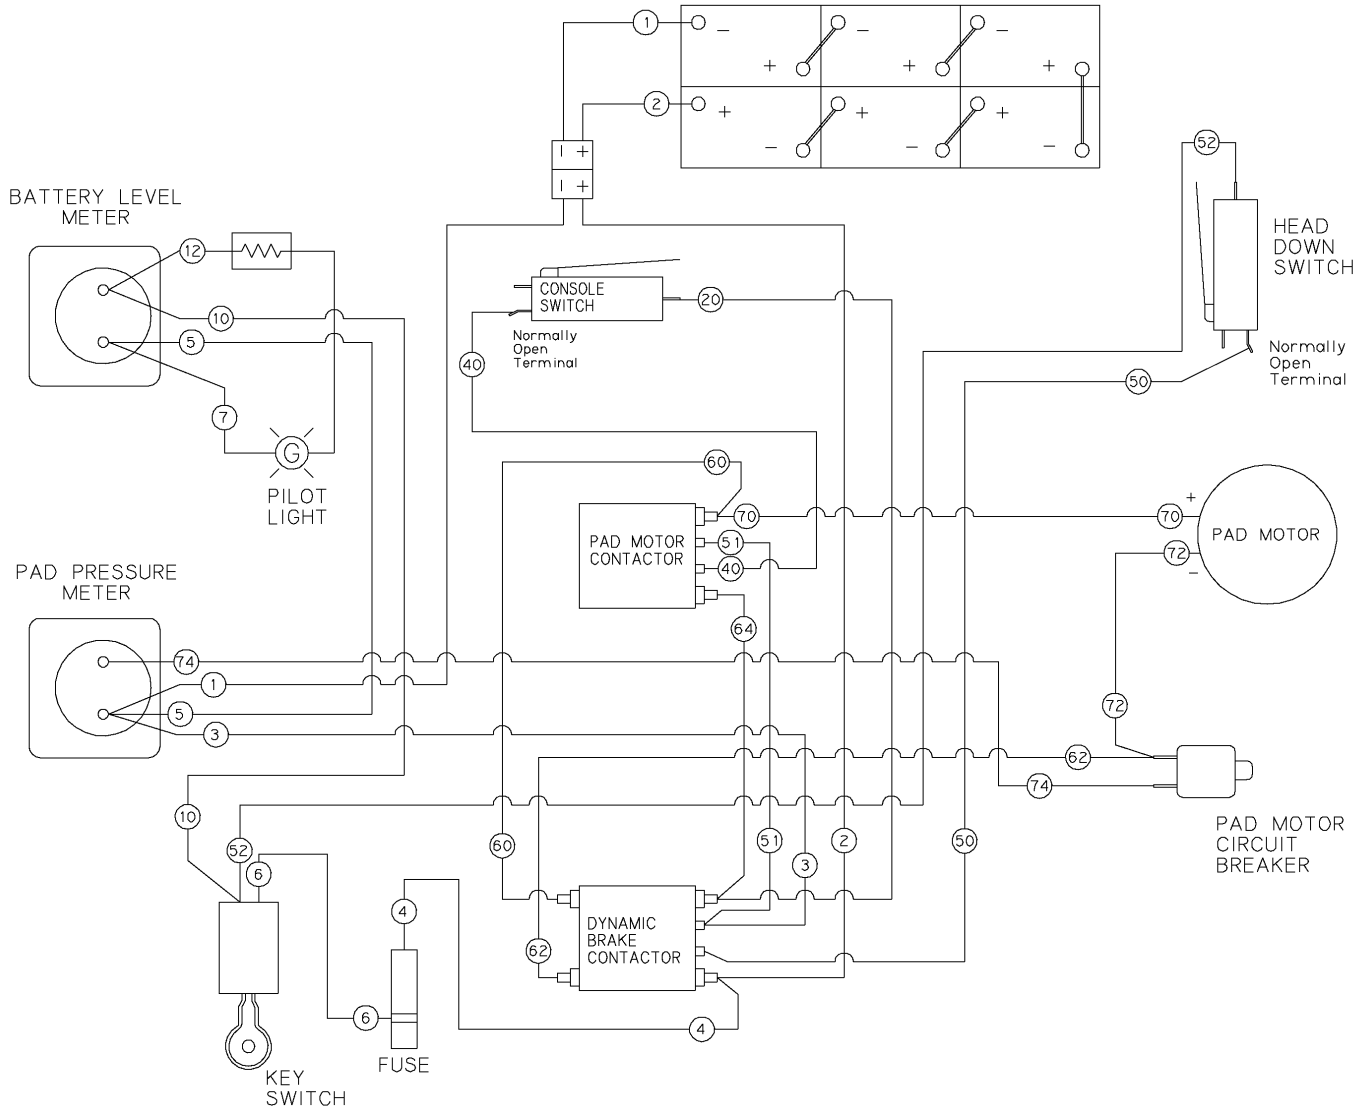 1
−
−
−
+
+
+
2
+
+
+
−
−
−
− +
− +
52
BATTERY LEVEL
METER
12
10
5
7
G
PILOT
LIGHT
CONSOLE
SWITCH
20
Normally
Open
Terminal
40
HEAD
DOWN
SWITCH
Normally
Open
Terminal
50
60
70
PAD MOTOR
CONTACTOR
51
40
64
+
70
PAD MOTOR
72
−
PAD PRESSURE
METER
74
1
5
3
72
62
74
PAD MOTOR
CIRCUIT
BREAKER
10
52
6
60
51
3
2
50
4
DYNAMIC
BRAKE
CONTACTOR
62
6
4
FUSE
KEY
SWITCH